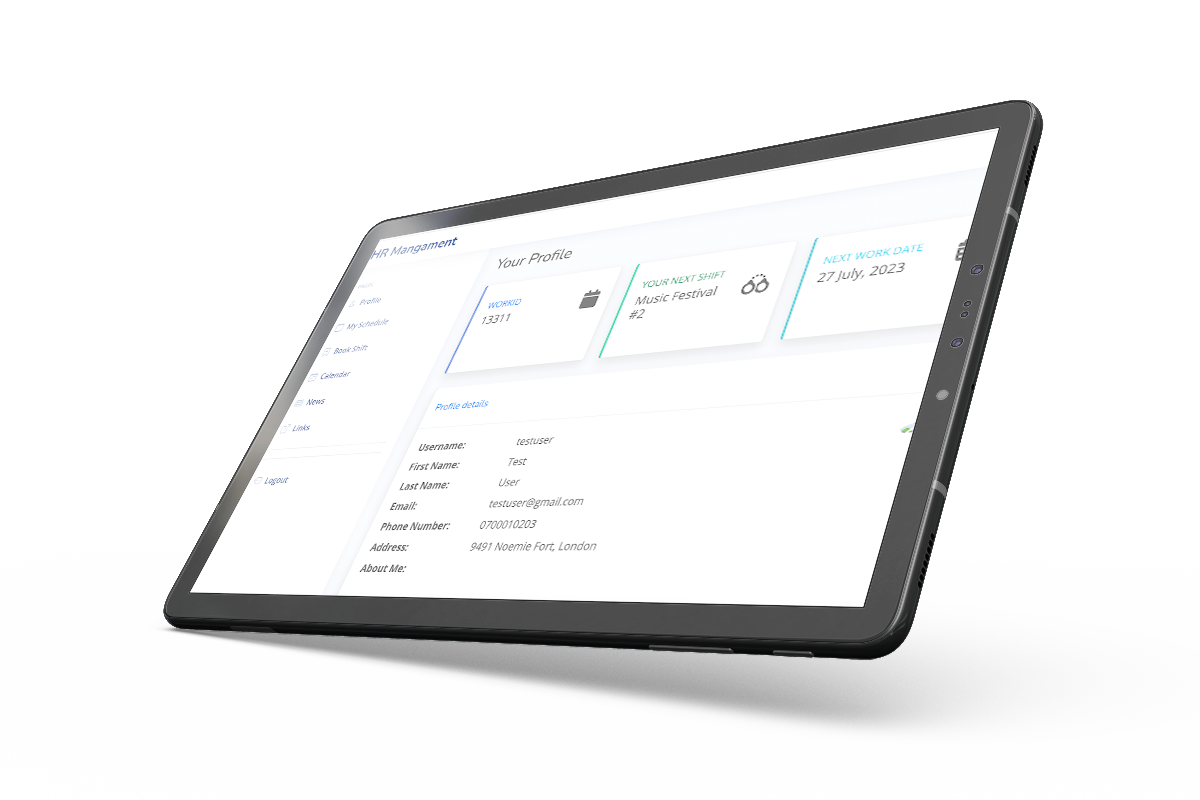 HR Mangament
PAGES
Profile
My Schedule
Book Shift
Calendar
News
Links
Logout
Your Profile
WORKID
13311
YOUR NEXT SHIFT
Music Festival
#2
NEXT WORK DATE
27 July, 2023
Profile details
Username: testuser
First Name: Test
Last Name: User
Email: testuser@gmail.com
Phone Number: 0700010203
Address: 9491 Noemie Fort, London
About Me: